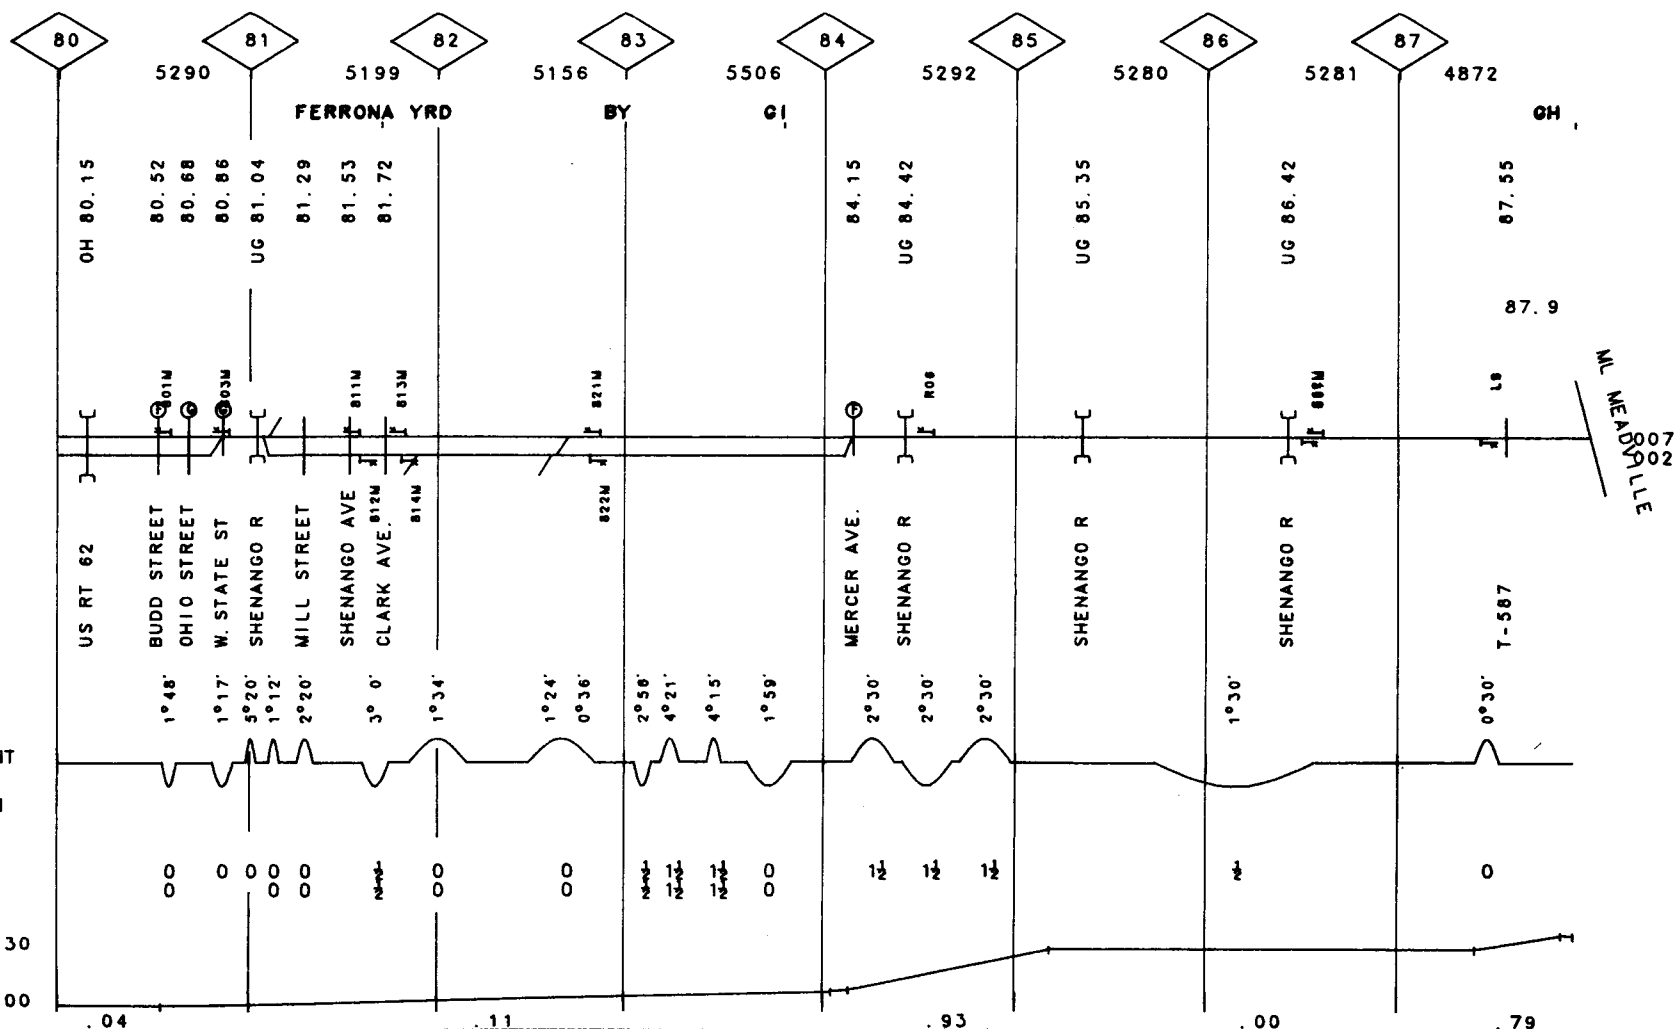 80 81 82 83 84 85 86 87
5290 5199 5156 5506 5292 5280 5281 4872
FERRONA YRD BY GI GH
OH 80.15
80.52
80.68
80.86
UG 81.04
81.29
81.53
81.72
84.15
UG 84.42
UG 85.35
UG 86.42
87.55
87.9
801M
803M
811M
813M
821M
R06
LS
ML MEADVILLE
007
002
812M
814M
822M
US RT 62
BUDD STREET
OHIO STREET
W. STATE ST
SHENANGO R
MILL STREET
SHENANGO AVE
CLARK AVE.
MERCER AVE.
SHENANGO R
SHENANGO R
SHENANGO R
T-587
1°48'
1°17'
5°20'
1°12'
2°20'
3° 0'
1°34'
1°24'
0°36'
2°58'
4°21'
4°15'
1°59'
2°30'
2°30'
2°30'
1°30'
0°30'
0 0 0 0 0 ½ 0 0 ½ 1½ 1½ 0 1½ 1½ 1½ ½ 0
0 0 0 ½ 0 0 ½ 1½ 1½ 0
30
00
.04 .11 .93 .00 .79